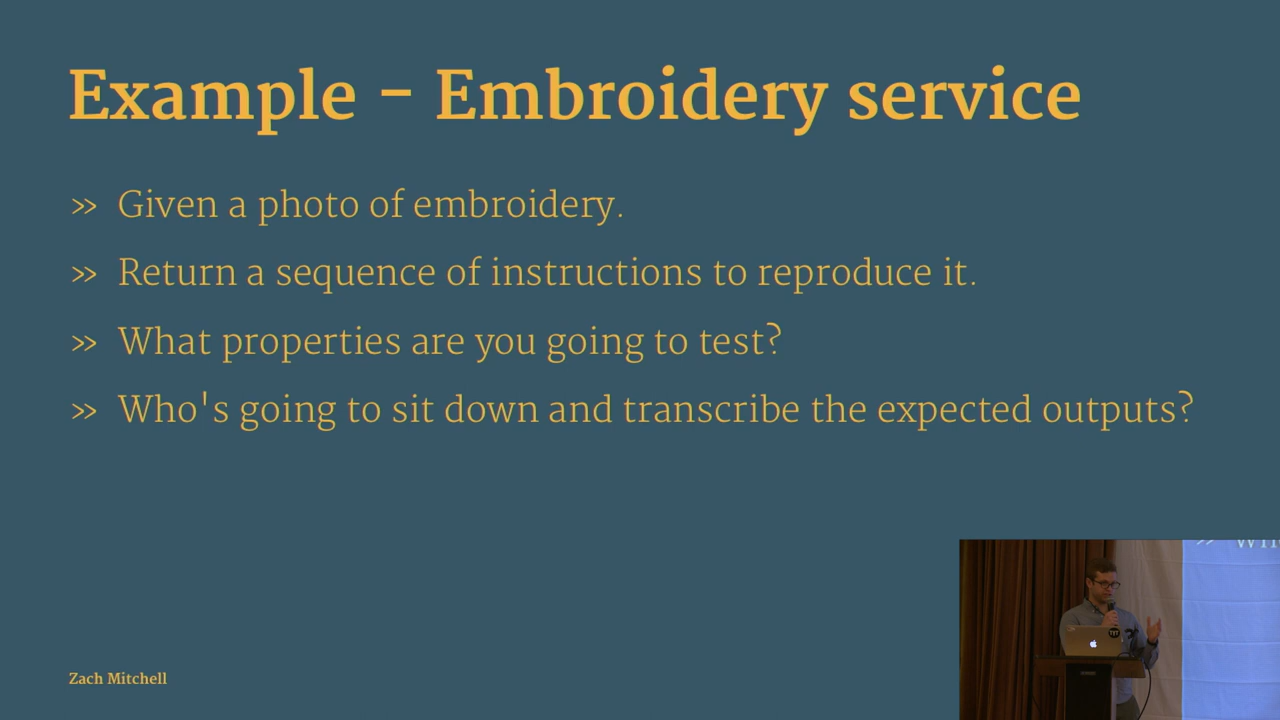 Example - Embroidery service
» Given a photo of embroidery.
» Return a sequence of instructions to reproduce it.
» What properties are you going to test?
» Who's going to sit down and transcribe the expected outputs?
Zach Mitchell